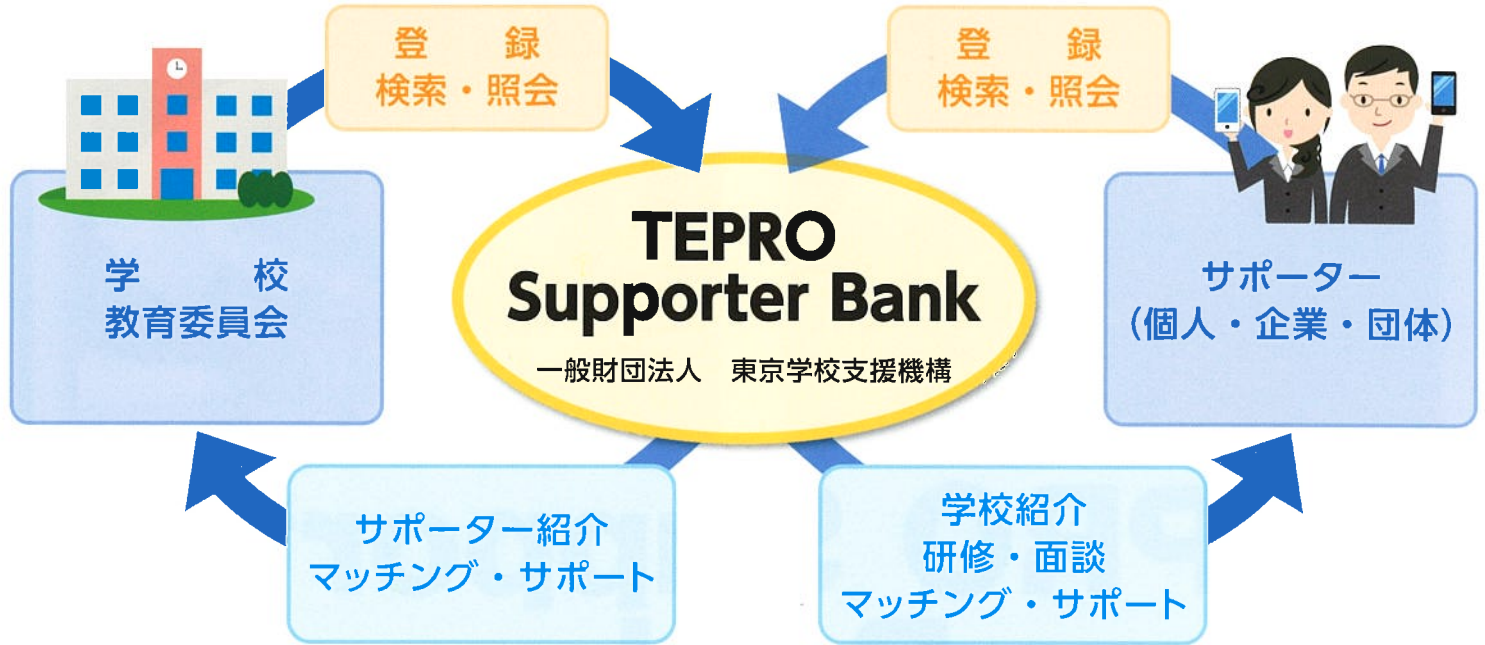 登　録
検索・照会
登　録
検索・照会
学　校
教育委員会
TEPRO
Supporter Bank
一般財団法人　東京学校支援機構
サポーター
（個人・企業・団体）
サポーター紹介
マッチング・サポート
学校紹介
研修・面談
マッチング・サポート